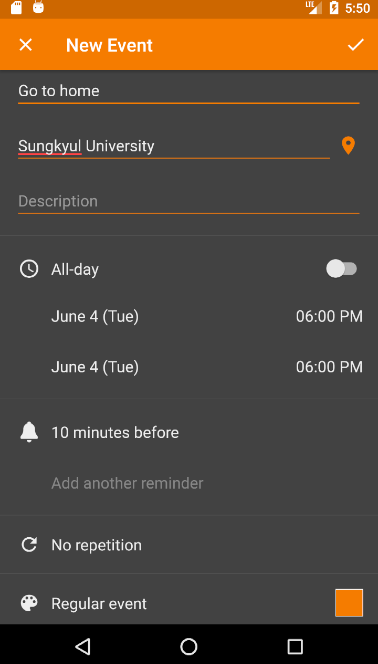 LTE 5:50
New Event
Go to home
Sungkyul University
Description
All-day
June 4 (Tue) 06:00 PM
June 4 (Tue) 06:00 PM
10 minutes before
Add another reminder
No repetition
Regular event